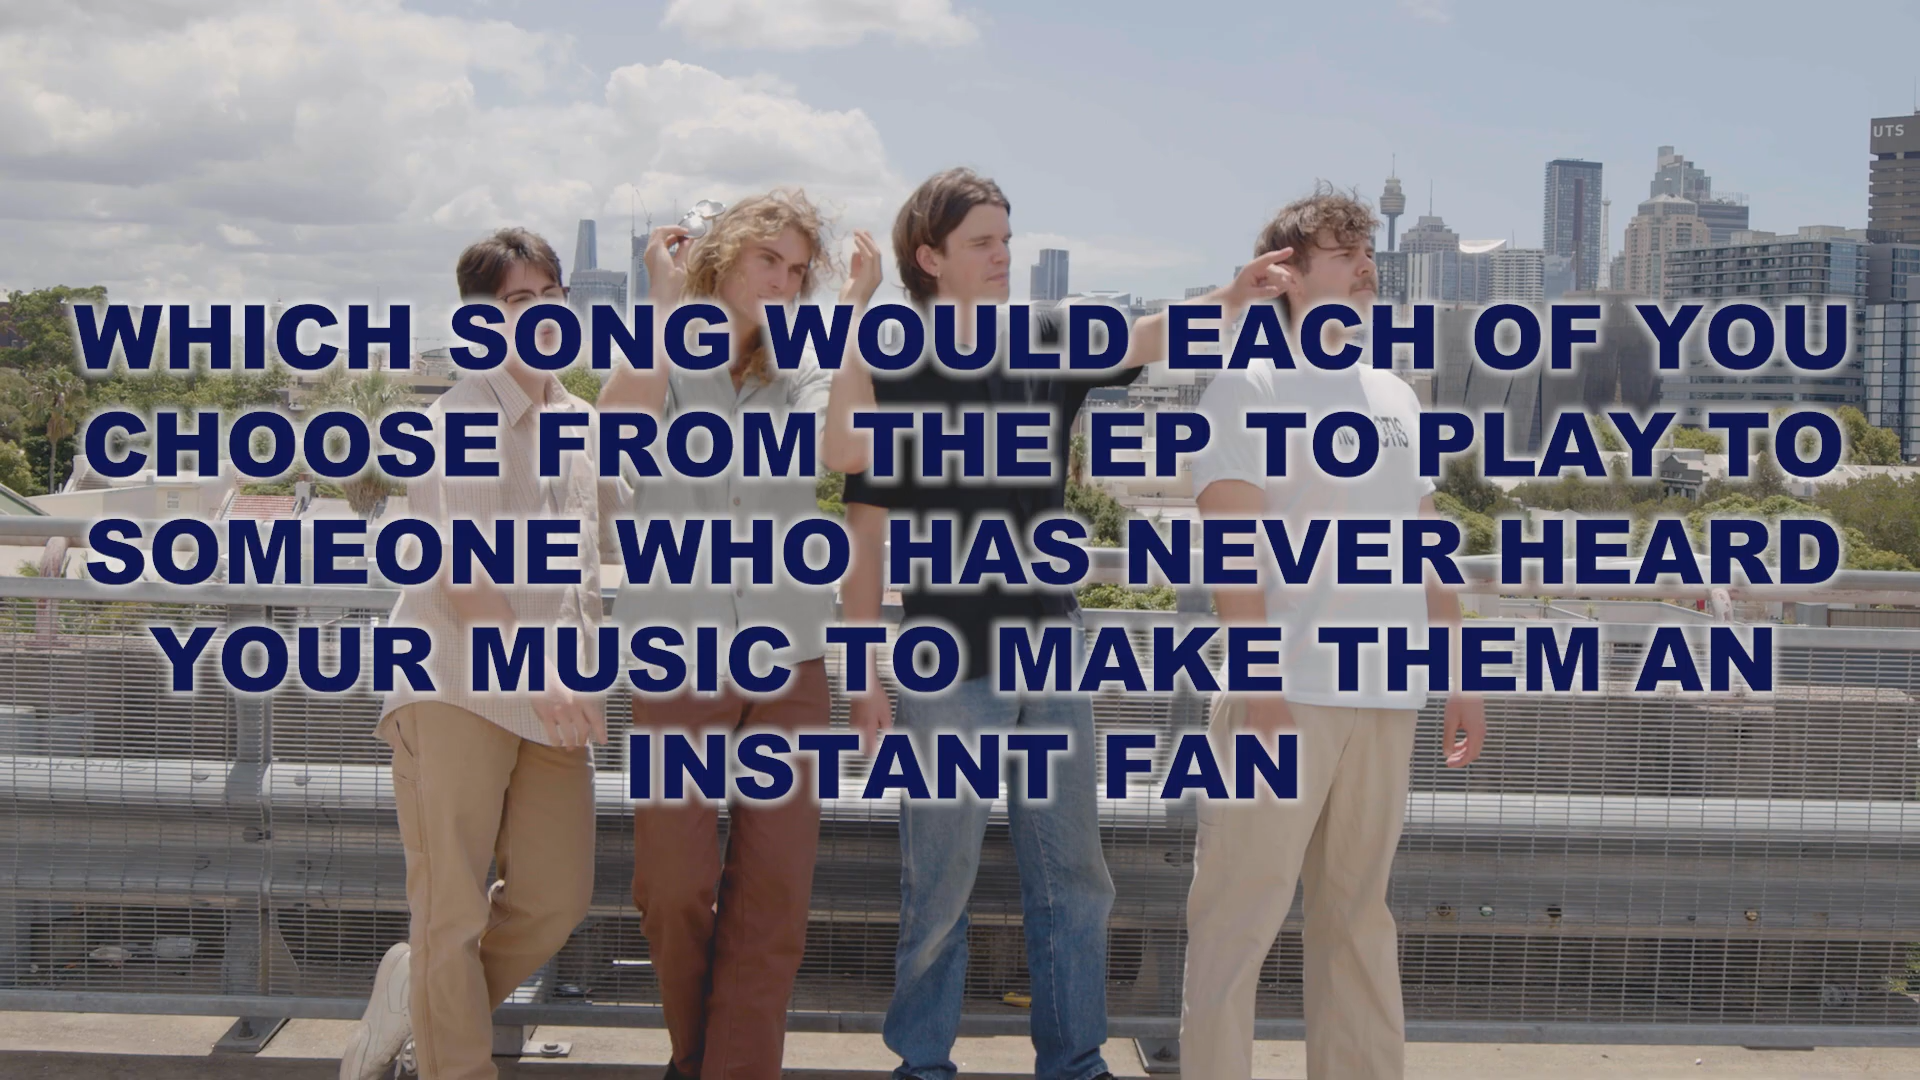 UTS
WHICH SONG WOULD EACH OF YOU
CHOOSE FROM THE EP TO PLAY TO
SOMEONE WHO HAS NEVER HEARD
YOUR MUSIC TO MAKE THEM AN
INSTANT FAN